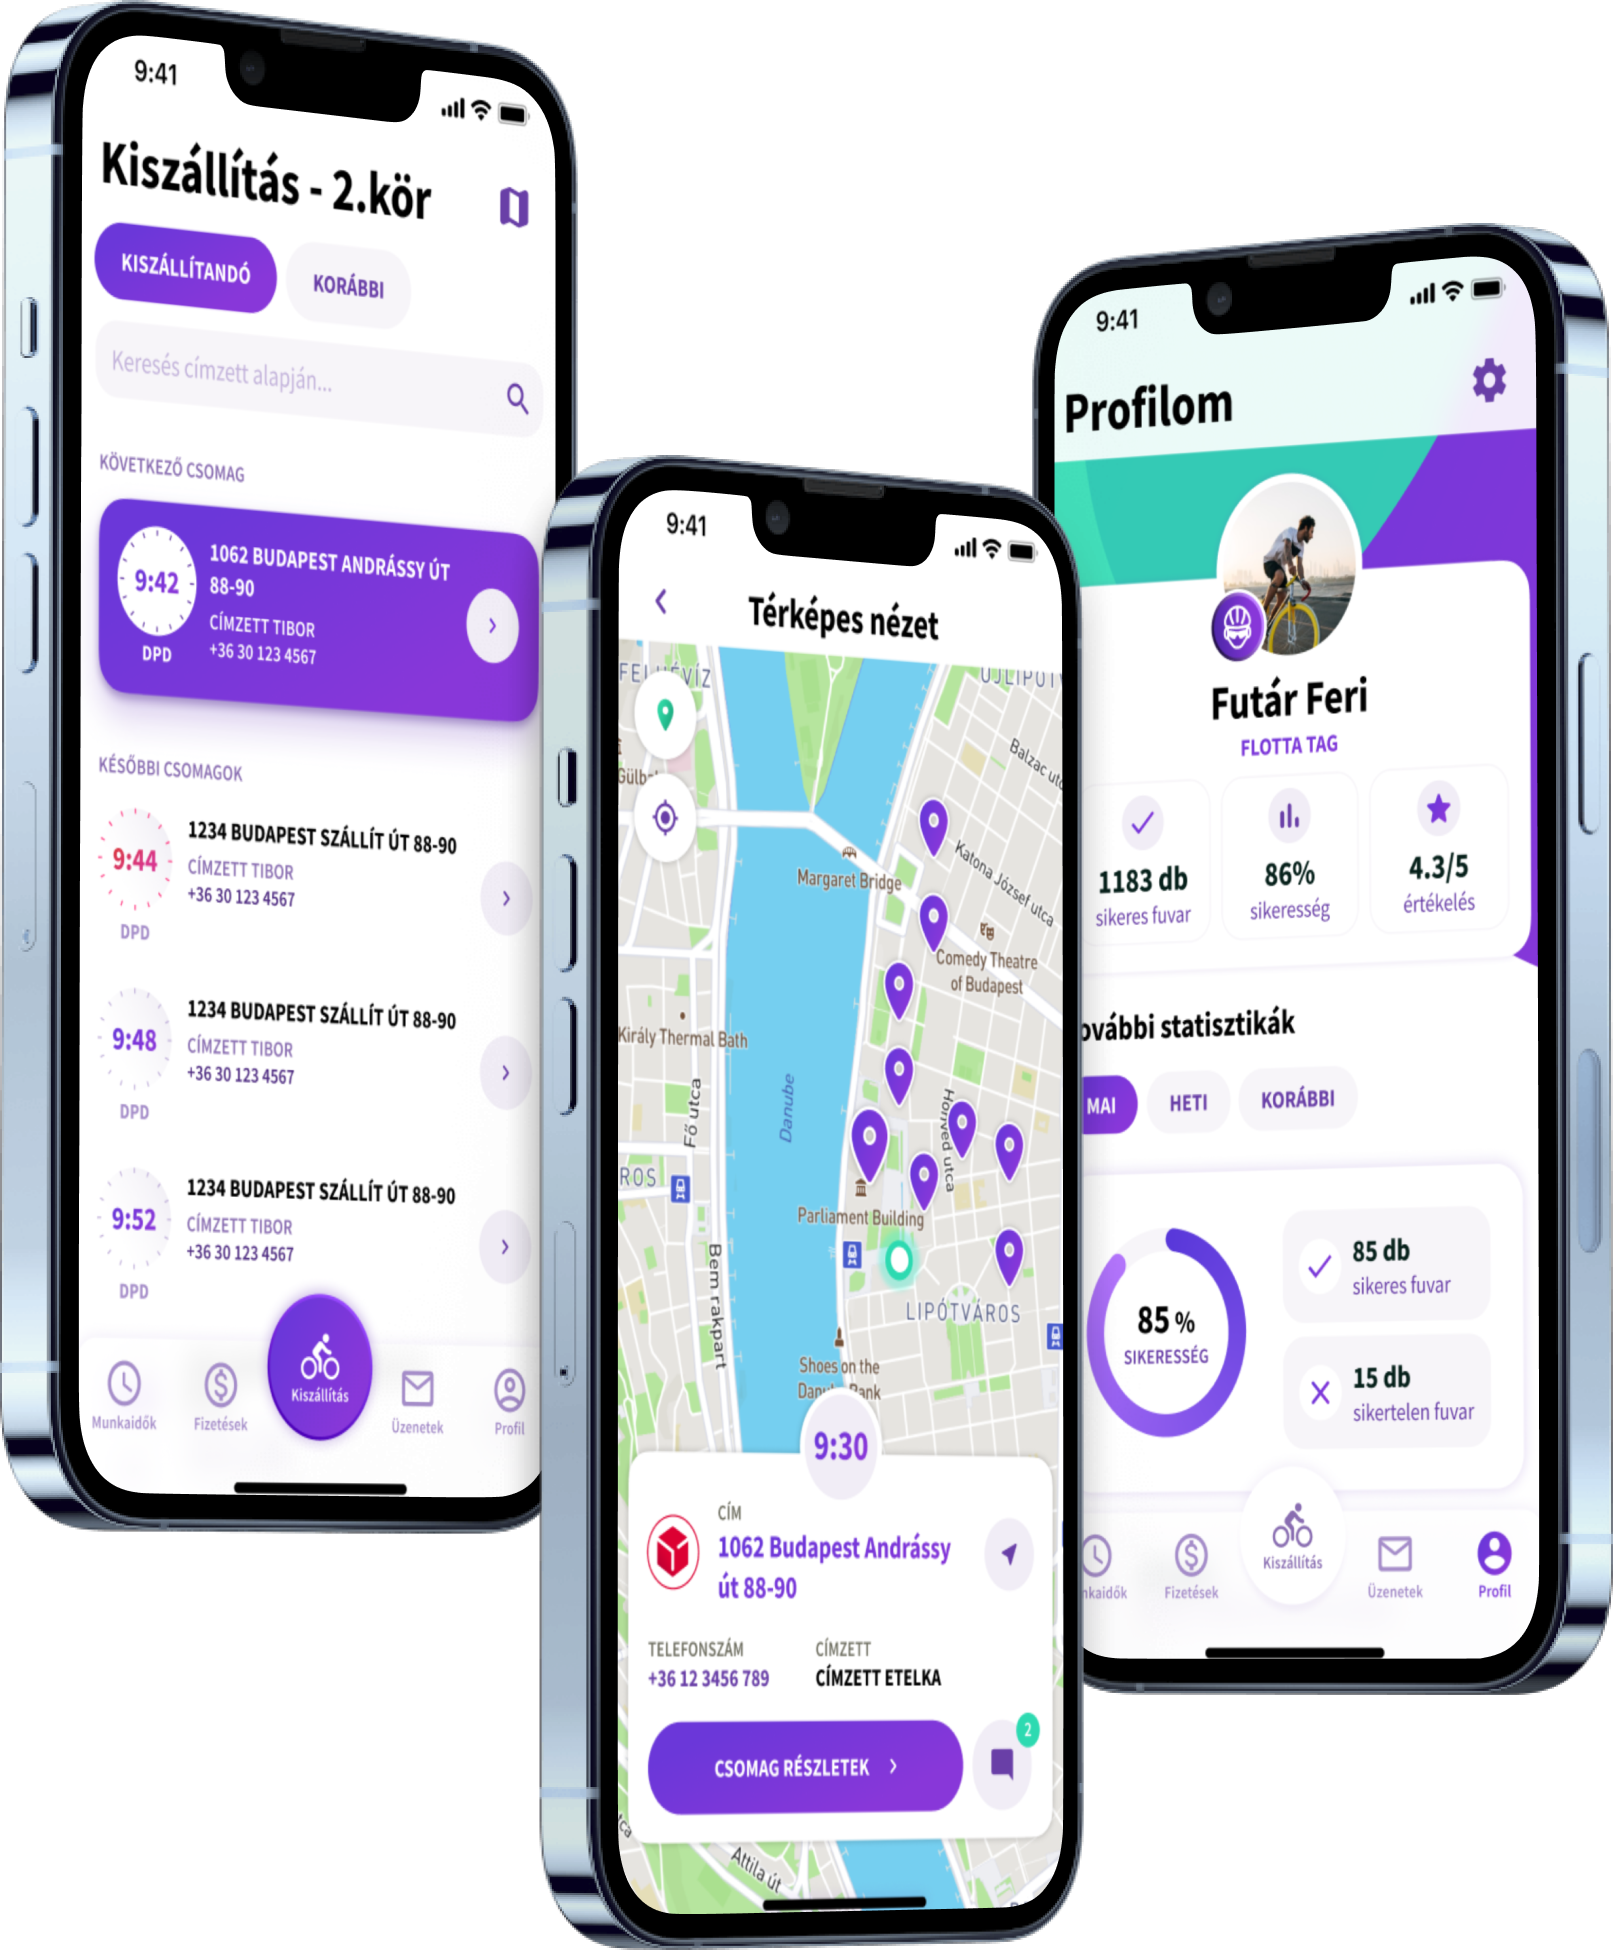 9:41
Kiszállítás - 2.kör
KISZÁLLÍTANDÓ
KORÁBBI
Keresés címzett alapján...
KÖVETKEZŐ CSOMAG
9:42
DPD
1062 BUDAPEST ANDRÁSSY ÚT
88-90
CÍMZETT TIBOR
+36 30 123 4567
KÉSŐBBI CSOMAGOK
9:44
DPD
1234 BUDAPEST SZÁLLÍT ÚT 88-90
CÍMZETT TIBOR
+36 30 123 4567
9:48
DPD
1234 BUDAPEST SZÁLLÍT ÚT 88-90
CÍMZETT TIBOR
+36 30 123 4567
9:52
DPD
1234 BUDAPEST SZÁLLÍT ÚT 88-90
CÍMZETT TIBOR
+36 30 123 4567
Munkaidők
Fizetések
Kiszállítás
Üzenetek
Profil
9:41
Térképes nézet
Balzac
Katona József utca
Margaret Bridge
Comedy Theatre
of Budapest
Király Thermal Bath
Fő utca
Danube
Honvéd utca
ROS
Parliament Building
Bem rakpart
LIPÓTVÁROS
Shoes on the
Bank
9:30
CÍM
1062 Budapest Andrássy
út 88-90
TELEFONSZÁM
+36 12 3456 789
CÍMZETT
CÍMZETT ETELKA
CSOMAG RÉSZLETEK
2
Attila út
9:41
Profilom
Futár Feri
FLOTTA TAG
1183 db
sikeres fuvar
86%
sikeresség
4.3/5
értékelés
ovábbi statisztikák
MAI
HETI
KORÁBBI
85 %
SIKERESSÉG
85 db
sikeres fuvar
15 db
sikertelen fuvar
nkaidők
Fizetések
Kiszállítás
Üzenetek
Profil